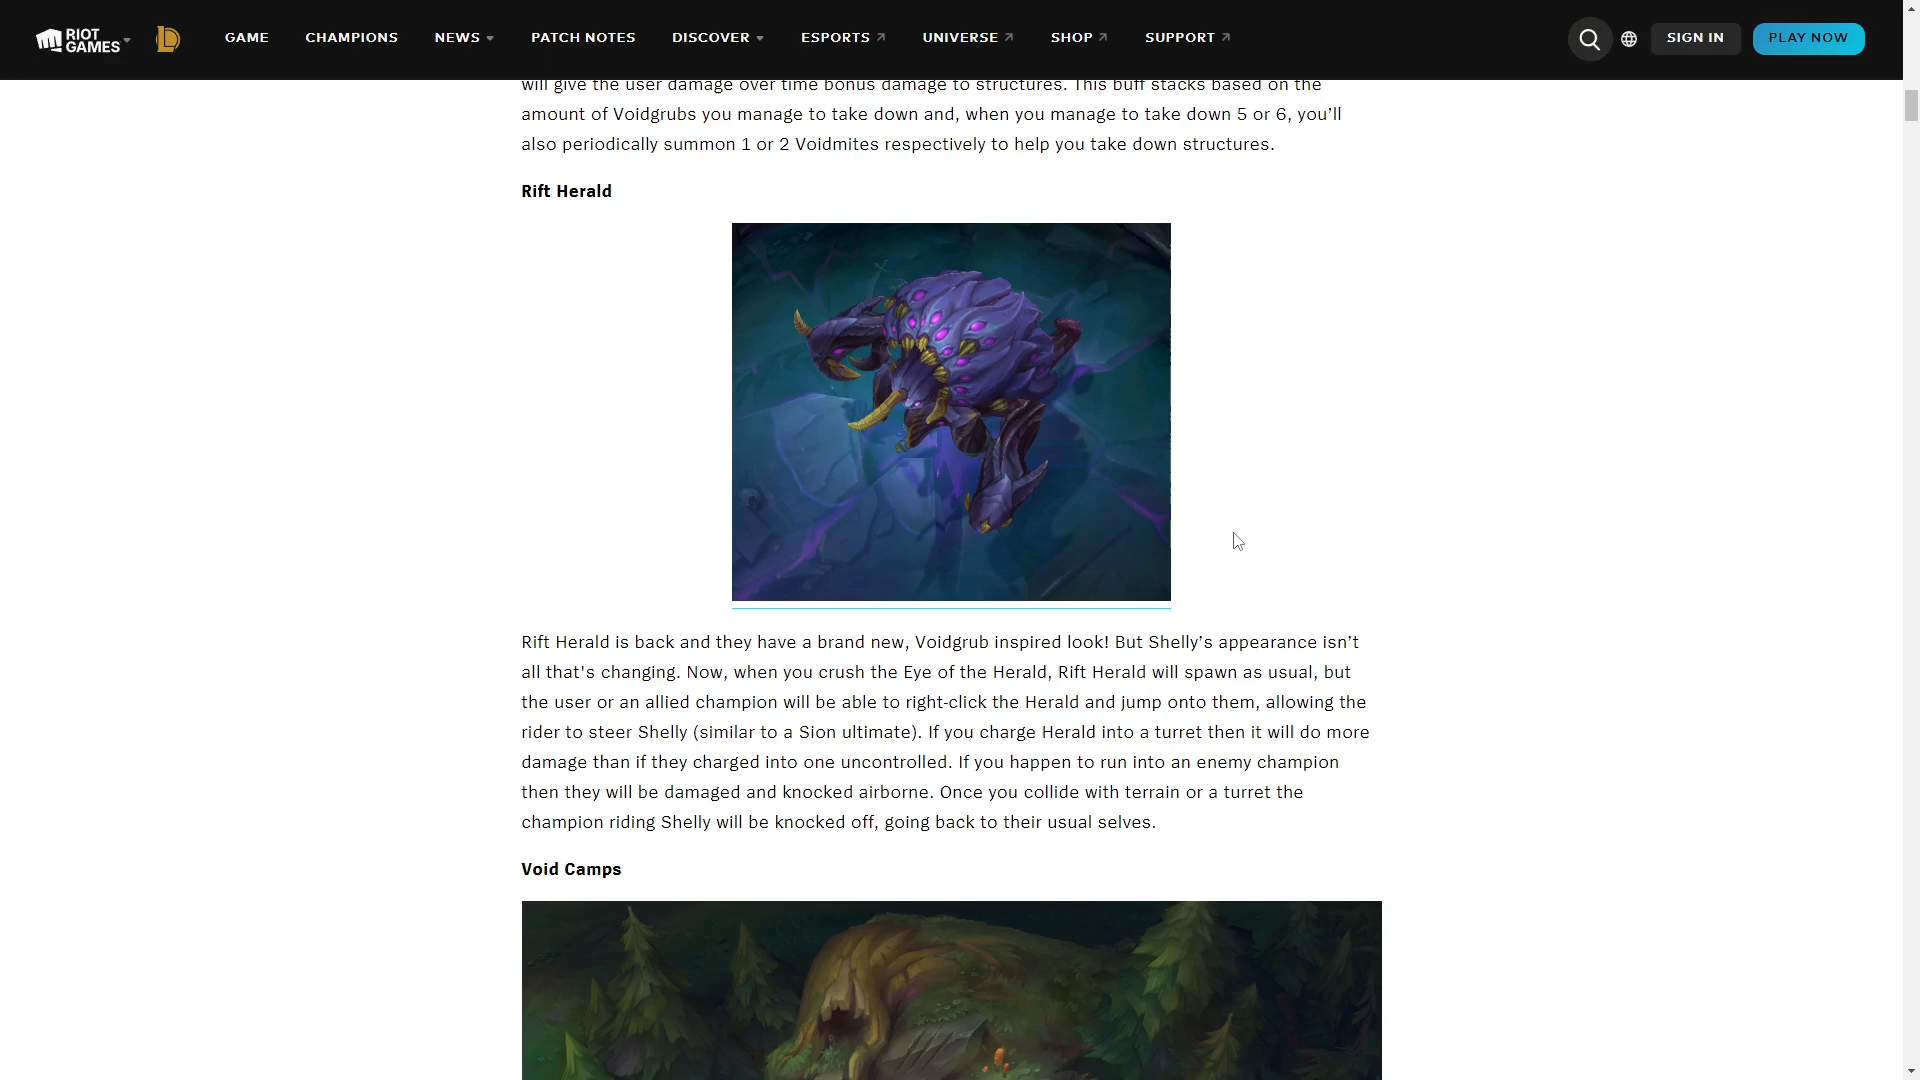 RIOT GAMES
GAME
CHAMPIONS
NEWS
PATCH NOTES
DISCOVER
ESPORTS
UNIVERSE
SHOP
SUPPORT
SIGN IN
PLAY NOW
will give the user damage over time bonus damage to structures. This buff stacks based on the
amount of Voidgrubs you manage to take down and, when you manage to take down 5 or 6, you’ll
also periodically summon 1 or 2 Voidmites respectively to help you take down structures.
Rift Herald
Rift Herald is back and they have a brand new, Voidgrub inspired look! But Shelly’s appearance isn’t
all that's changing. Now, when you crush the Eye of the Herald, Rift Herald will spawn as usual, but
the user or an allied champion will be able to right-click the Herald and jump onto them, allowing the
rider to steer Shelly (similar to a Sion ultimate). If you charge Herald into a turret then it will do more
damage than if they charged into one uncontrolled. If you happen to run into an enemy champion
then they will be damaged and knocked airborne. Once you collide with terrain or a turret the
champion riding Shelly will be knocked off, going back to their usual selves.
Void Camps